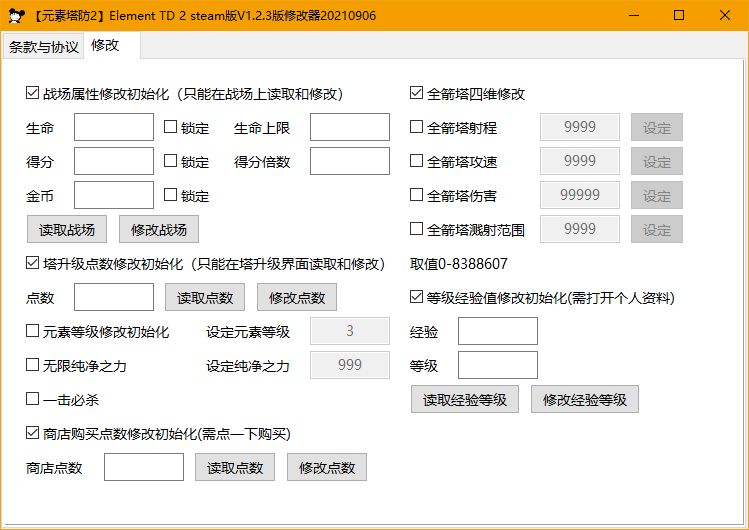 【元素塔防2】Element TD 2 steam版V1.2.3版修改器20210906
条款与协议 修改
战场属性修改初始化（只能在战场上读取和修改）
生命 锁定 生命上限
得分 锁定 得分倍数
金币 锁定
读取战场 修改战场
塔升级点数修改初始化（只能在塔升级界面读取和修改）
点数 读取点数 修改点数
元素等级修改初始化 设定元素等级 3
无限纯净之力 设定纯净之力 999
一击必杀
商店购买点数修改初始化(需点一下购买)
商店点数 读取点数 修改点数
全箭塔四维修改
全箭塔射程 9999 设定
全箭塔攻速 9999 设定
全箭塔伤害 99999 设定
全箭塔溅射范围 9999 设定
取值0-8388607
等级经验值修改初始化(需打开个人资料)
经验
等级
读取经验等级 修改经验等级